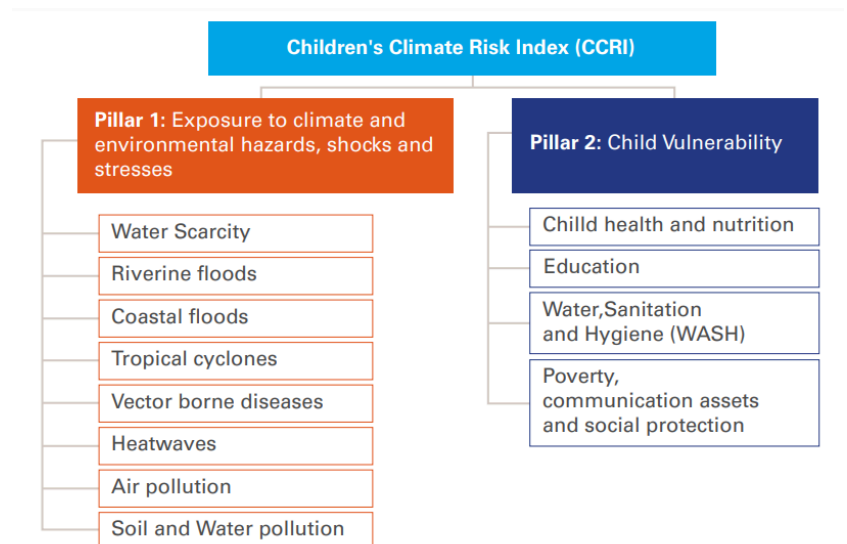 Children's Climate Risk Index (CCRI)
Pillar 1: Exposure to climate and
environmental hazards, shocks and
stresses
Water Scarcity
Riverine floods
Coastal floods
Tropical cyclones
Vector borne diseases
Heatwaves
Air pollution
Soil and Water pollution
Pillar 2: Child Vulnerability
Chilld health and nutrition
Education
Water,Sanitation
and Hygiene (WASH)
Poverty,
communication assets
and social protection